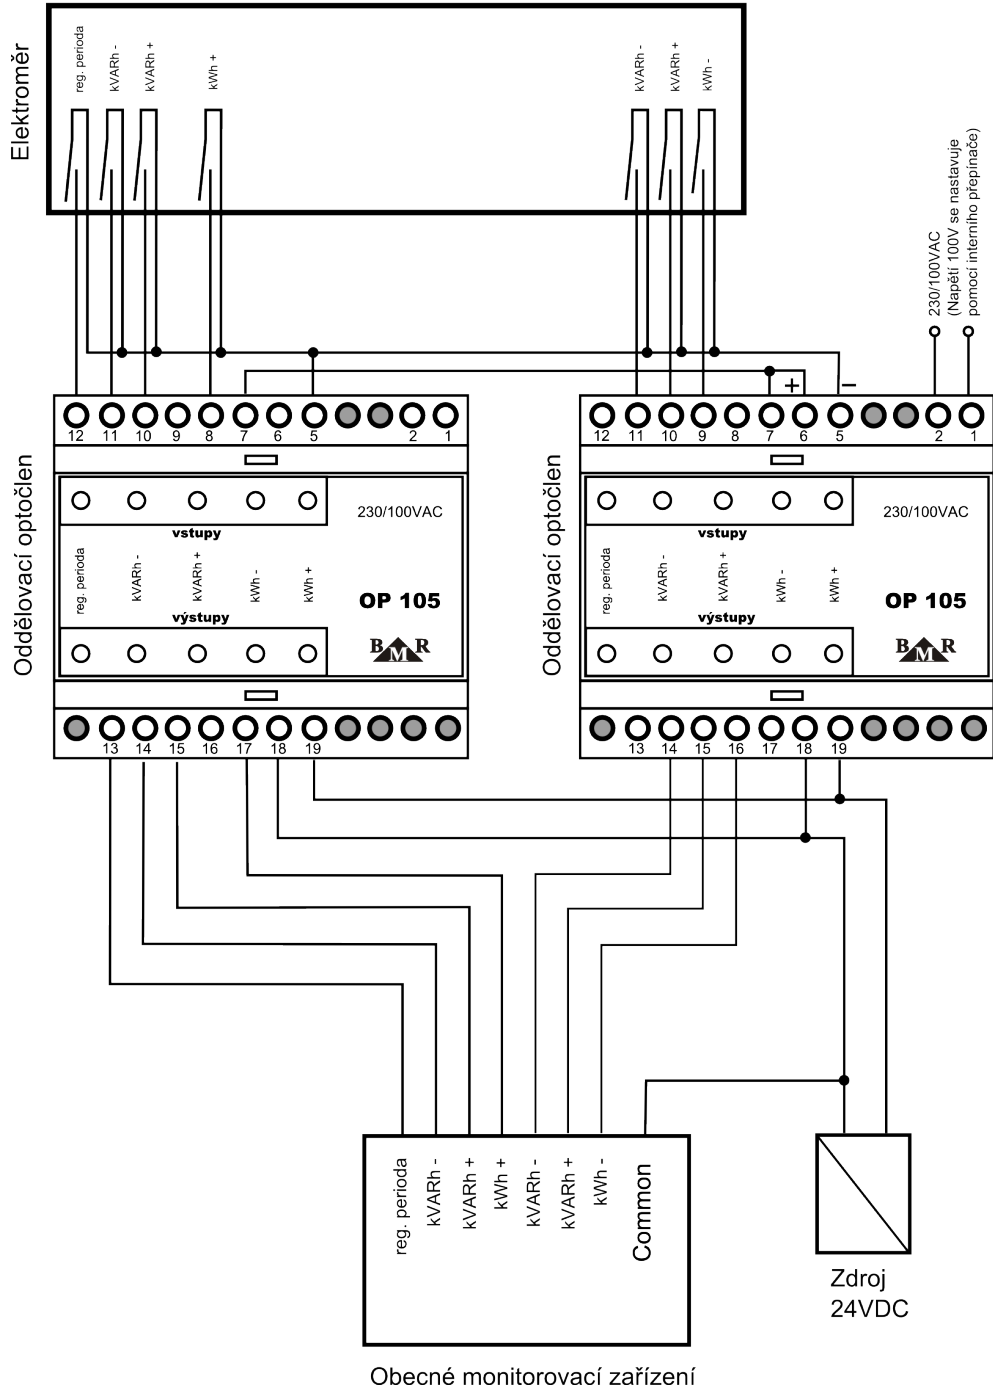 Elektroměr
reg. perioda
kVARh -
kVARh +
kWh +
kVARh -
kVARh +
kWh -
230/100VAC
(Napětí 100V se nastavuje
pomocí interního přepínače)
+
−
12 11 10 9 8 7 6 5 2 1
12 11 10 9 8 7 6 5 2 1
Oddělovací optočlen
230/100VAC
vstupy
reg. perioda
kVARh -
kVARh +
kWh -
kWh +
OP 105
výstupy
B M R
13 14 15 16 17 18 19
Oddělovací optočlen
230/100VAC
vstupy
reg. perioda
kVARh -
kVARh +
kWh -
kWh +
OP 105
výstupy
B M R
13 14 15 16 17 18 19
reg. perioda
kVARh -
kVARh +
kWh +
kVARh -
kVARh +
kWh -
Common
Zdroj
24VDC
Obecné monitorovací zařízení